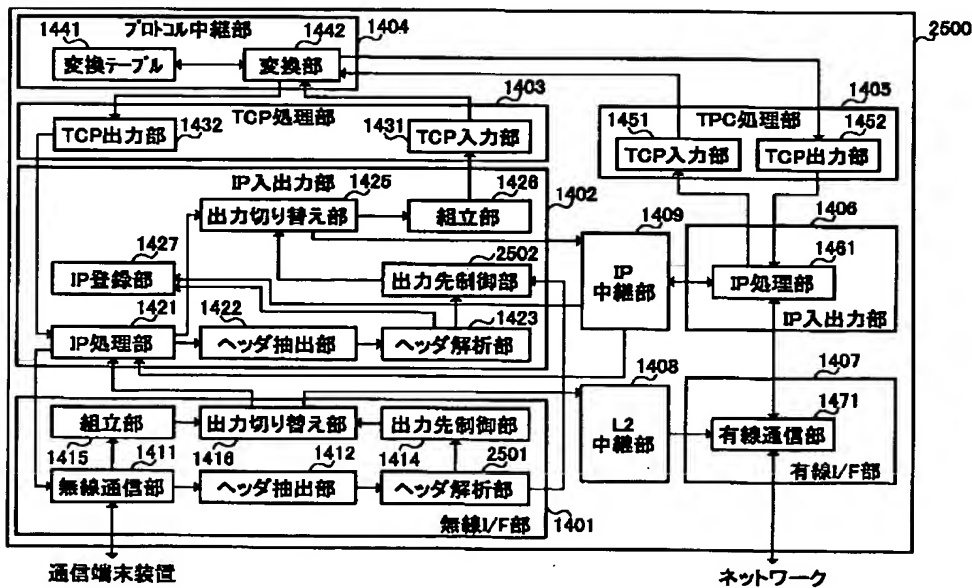 プロトコル中継部
1404
2500
1441
変換テーブル
1442
変換部
1403
TCP処理部
TCP出力部
1432
1431
TCP入力部
1405
TPC処理部
1451
TCP入力部
1452
TCP出力部
IP入出力部
1402
1425
出力切り替え部
1426
組立部
1427
IP登録部
2502
出力先制御部
1421
IP処理部
1422
ヘッダ抽出部
1423
ヘッダ解析部
1409
IP
中継部
1406
1461
IP処理部
IP入出力部
組立部
1415
出力切り替え部
1416
出力先制御部
1414
1411
無線通信部
1412
ヘッダ抽出部
2501
ヘッダ解析部
無線I/F部
1401
1408
L2
中継部
1407
1471
有線通信部
有線I/F部
通信端末装置
ネットワーク